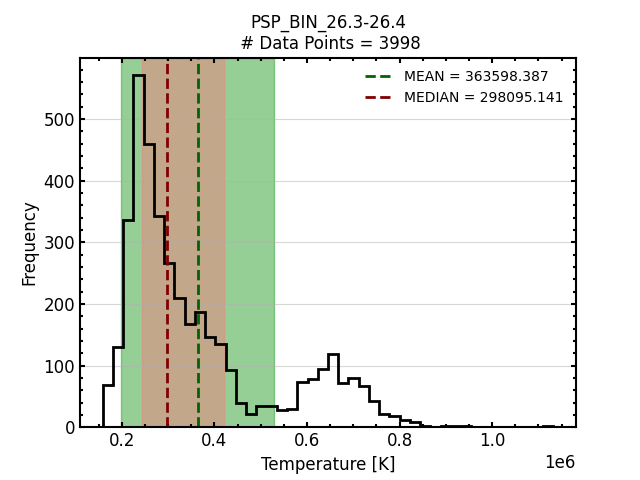 PSP_BIN_26.3-26.4
# Data Points = 3998
MEAN = 363598.387
MEDIAN = 298095.141
Frequency
500
400
300
200
100
0
0.2 0.4 0.6 0.8 1.0
1e6
Temperature [K]